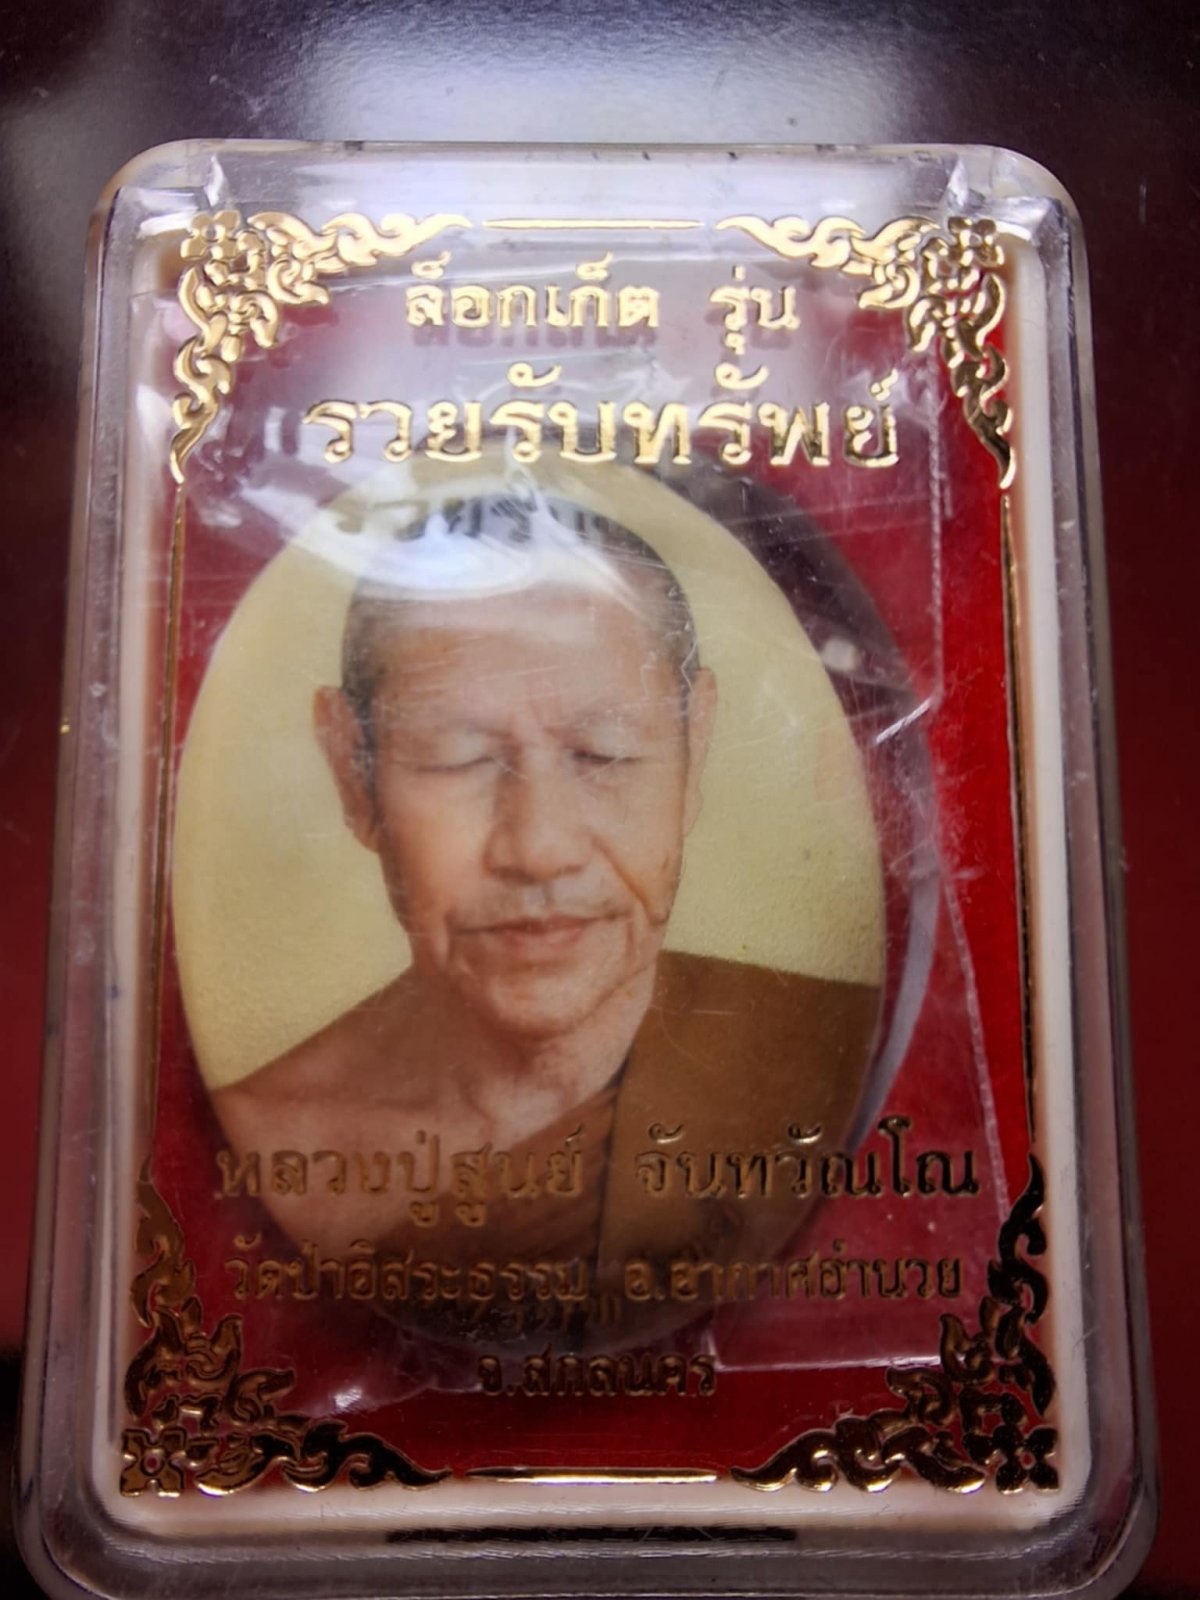 ล็อกเก็ต รุ่น
รวยรับทรัพย์
หลวงปู่สูนย์ จันทวัณโณ
วัดป่าอิสระธรรม อ.อากาศอำนวย
จ.สกลนคร